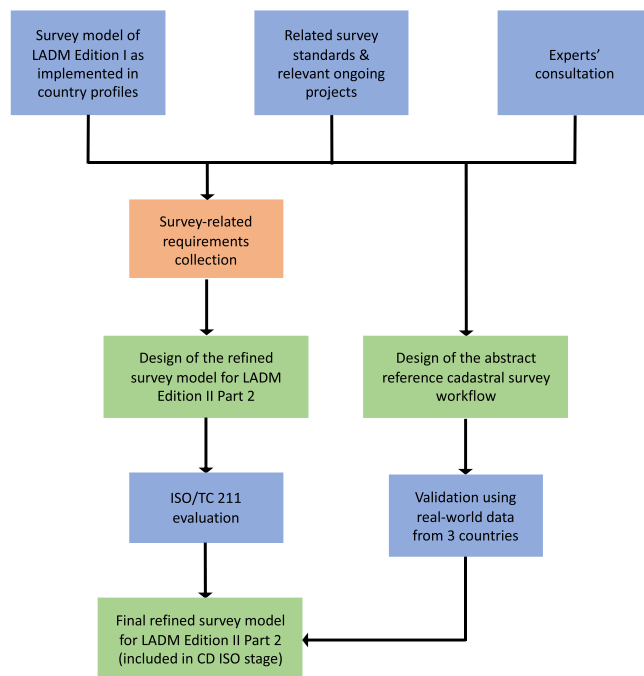 Survey model of
LADM Edition I as
implemented in
country profiles
Related survey
standards &
relevant ongoing
projects
Experts’
consultation
Survey-related
requirements
collection
Design of the refined
survey model for LADM
Edition II Part 2
Design of the abstract
reference cadastral survey
workflow
ISO/TC 211
evaluation
Validation using
real-world data
from 3 countries
Final refined survey model
for LADM Edition II Part 2
(included in CD ISO stage)